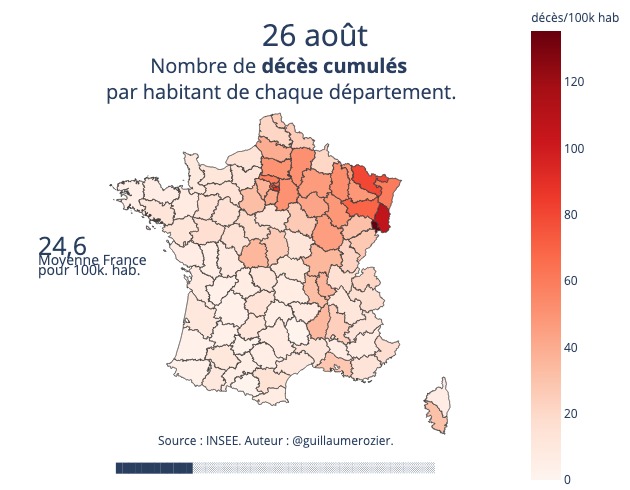 26 août
Nombre de décès cumulés
par habitant de chaque département.
décès/100k hab
120
100
80
60
40
20
0
24,6
Moyenne France
pour 100k. hab.
Source : INSEE. Auteur : @guillaumerozier.